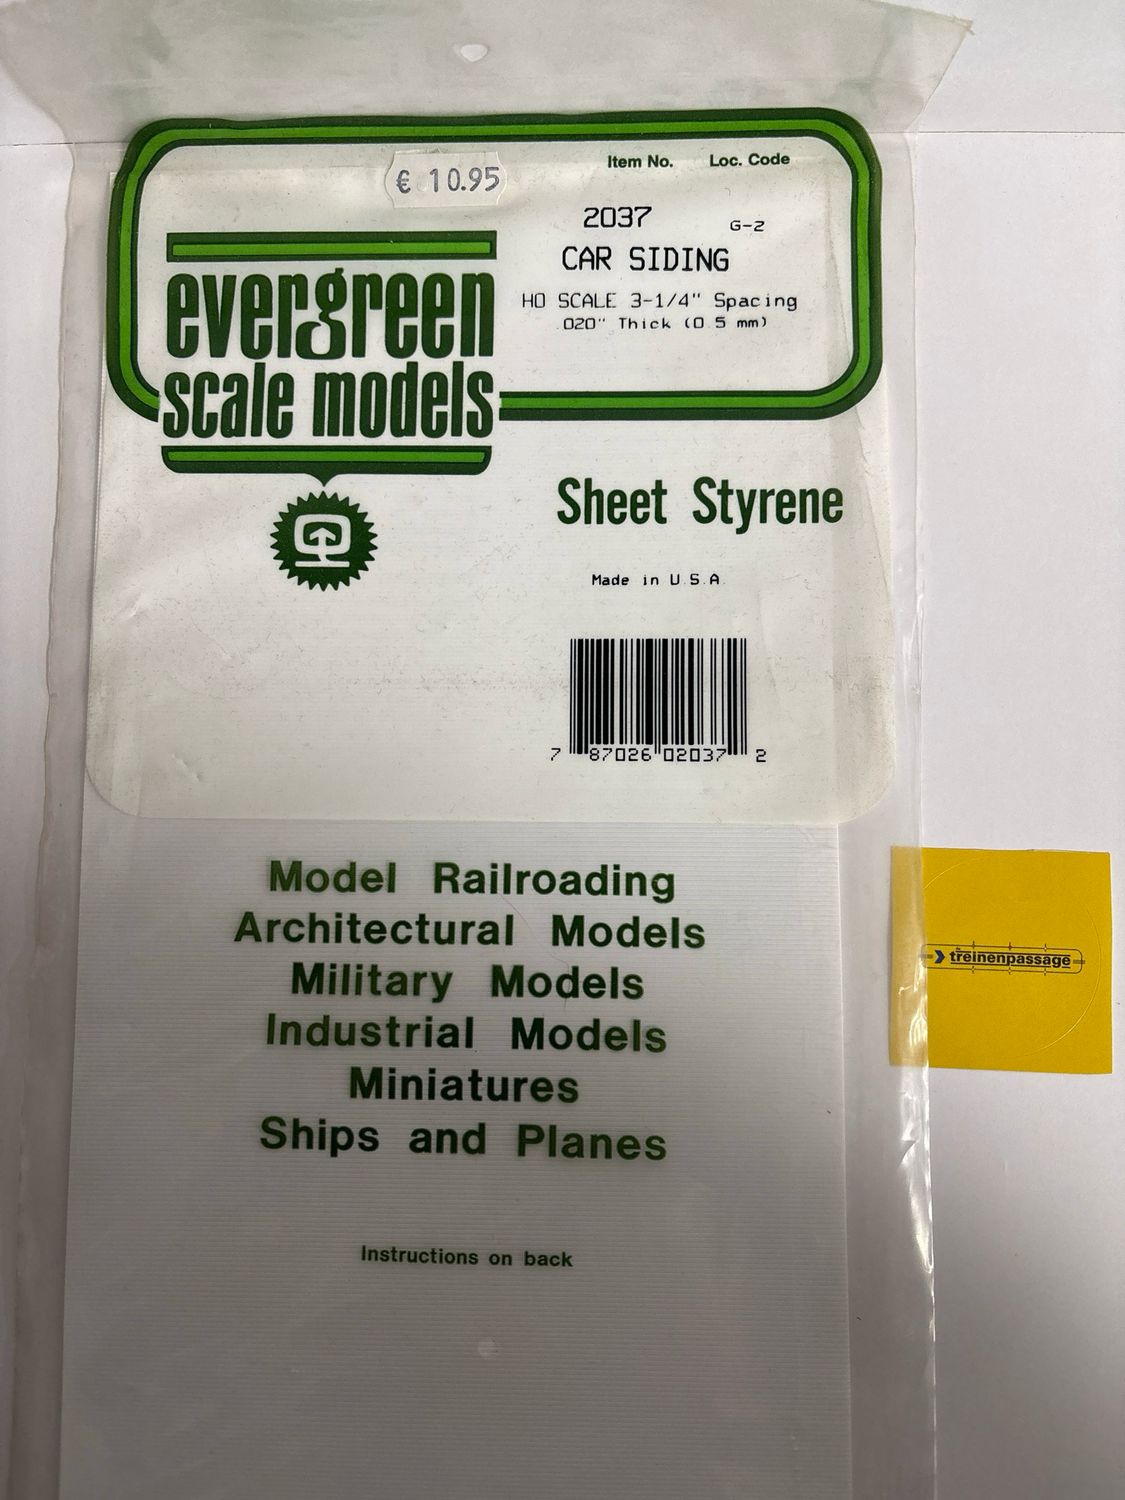 € 10.95
Item No. Loc. Code
2037 G-2
CAR SIDING
HO SCALE 3-1/4" Spacing
.020" Thick (0.5 mm)
evergreen
scale models
Sheet Styrene
Made in U.S.A.
7 87026 02037 2
Model Railroading
Architectural Models
Military Models
Industrial Models
Miniatures
Ships and Planes
Instructions on back
de
treinenpassage